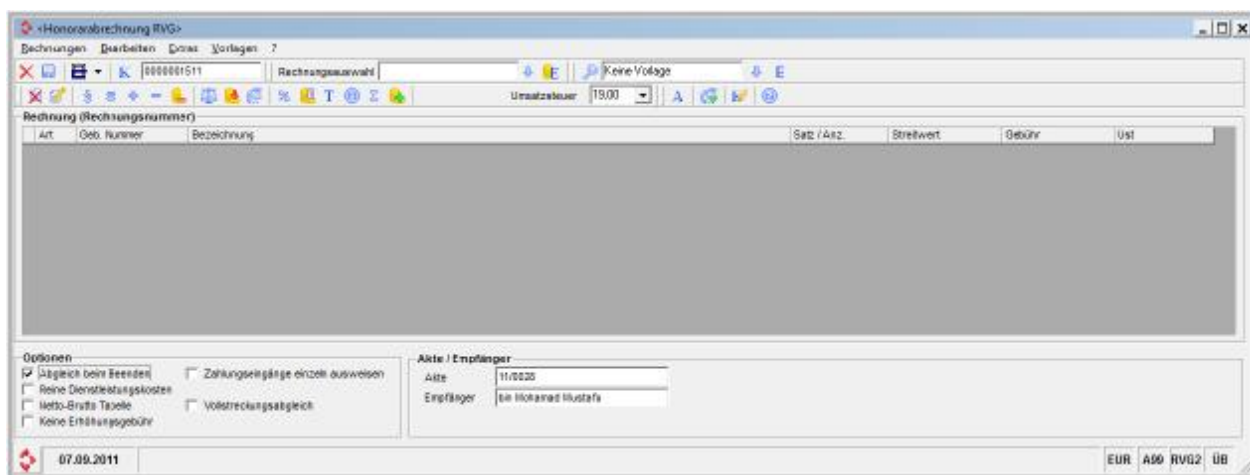 <Honorarabrechnung RVG>
Rechnungen Bearbeiten Extras Vorlagen ?
0000001511 Rechnungsauswahl E Keine Vorlage E
§ % T Σ Umsatzsteuer 19,00 A
Rechnung (Rechnungsnummer)
Art Geb. Nummer Bezeichnung Satz / Anz. Streitwert Gebühr Ust
Optionen
Abgleich beim Beenden Zahlungseingänge einzeln ausweisen
Reine Dienstleistungskosten
Netto-Brutto Tabelle Vollstreckungsabgleich
Keine Erhöhungsgebühr
Akte / Empfänger
Akte 11/0028
Empfänger bin Mohamad Mustafa
07.09.2011 EUR A99 RVG2 ÜB